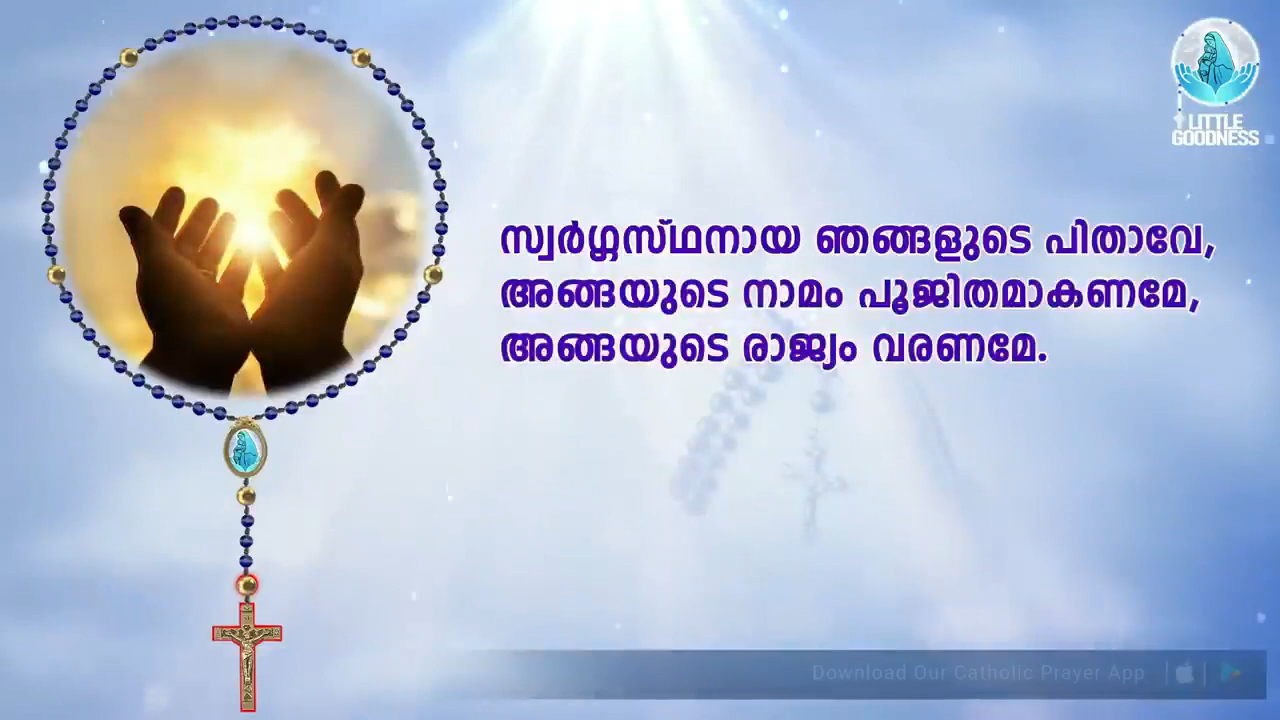 LITTLE
GOODNESS
സ്വർഗ്ഗസ്ഥനായ ഞങ്ങളുടെ പിതാവേ,
അങ്ങയുടെ നാമം പൂജിതമാകണമേ,
അങ്ങയുടെ രാജ്യം വരണമേ.
Download Our Catholic Prayer App